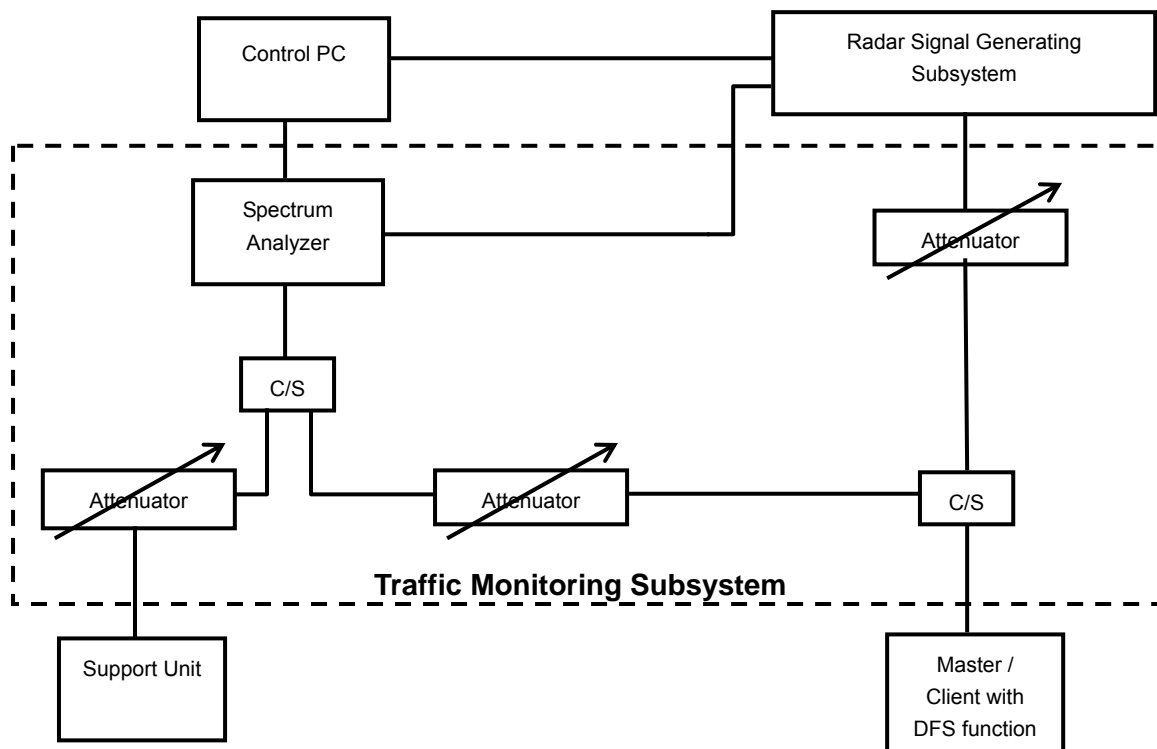 Control PC
Radar Signal Generating
Subsystem
Spectrum
Analyzer
Attenuator
C/S
Attenuator
Attenuator
C/S
Traffic Monitoring Subsystem
Support Unit
Master /
Client with
DFS function